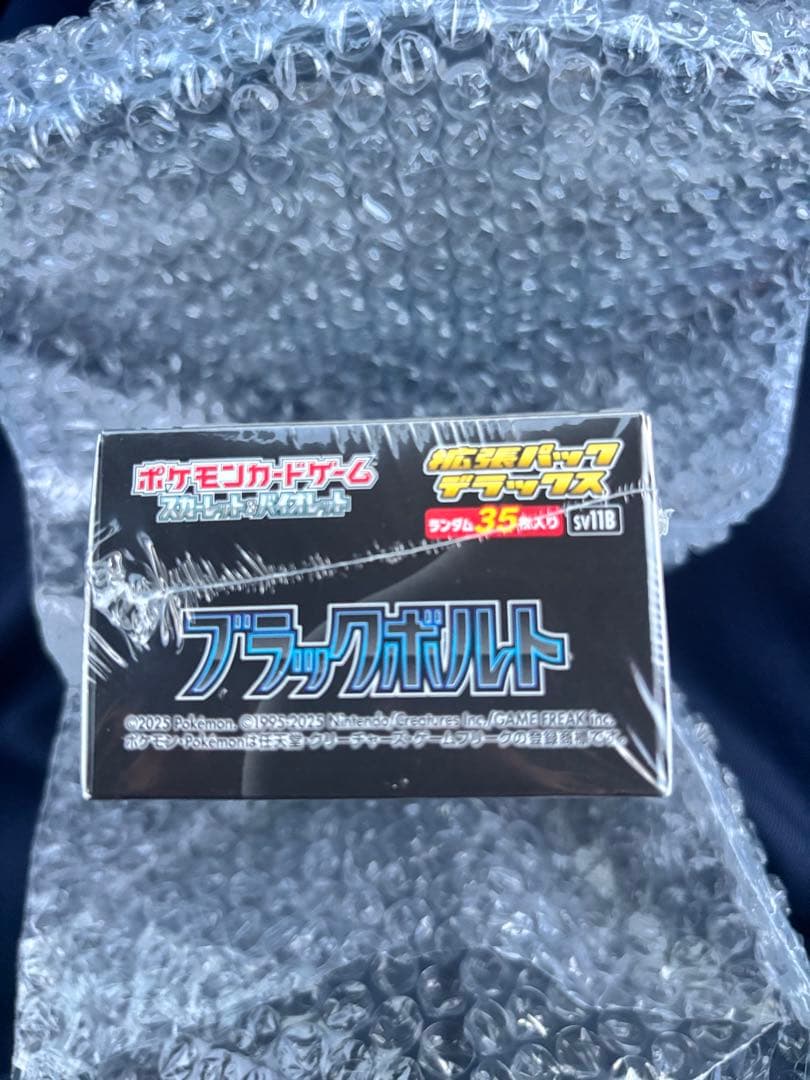 ポケモンカードゲーム
スカーレット&バイオレット
拡張パック
デラックス
ランダム35枚入り
sv11B
ブラックボルト
©2025 Pokémon. ©1995-2025 Nintendo/Creatures Inc./GAME FREAK inc.
ポケモン・Pokémonは任天堂・クリーチャーズ・ゲームフリークの登録商標です。